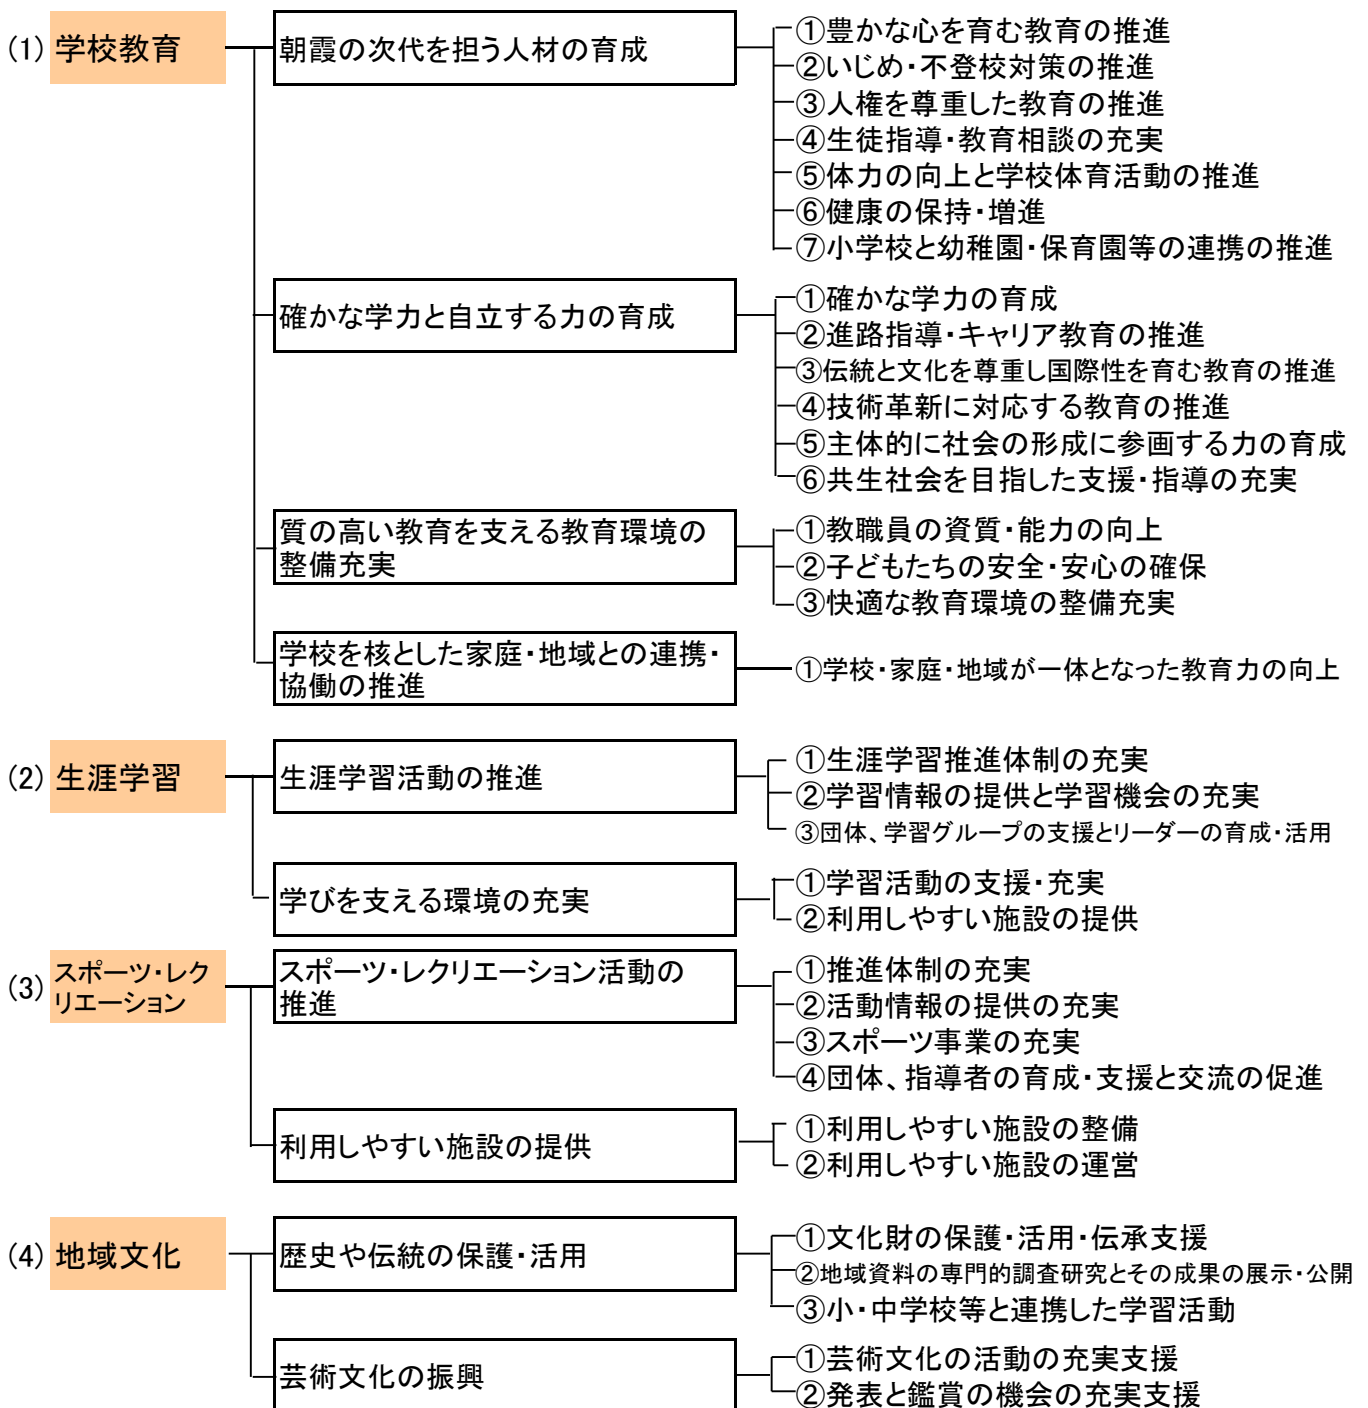 (1) 学校教育
朝霞の次代を担う人材の育成
①豊かな心を育む教育の推進
②いじめ・不登校対策の推進
③人権を尊重した教育の推進
④生徒指導・教育相談の充実
⑤体力の向上と学校体育活動の推進
⑥健康の保持・増進
⑦小学校と幼稚園・保育園等の連携の推進
確かな学力と自立する力の育成
①確かな学力の育成
②進路指導・キャリア教育の推進
③伝統と文化を尊重し国際性を育む教育の推進
④技術革新に対応する教育の推進
⑤主体的に社会の形成に参画する力の育成
⑥共生社会を目指した支援・指導の充実
質の高い教育を支える教育環境の
整備充実
①教職員の資質・能力の向上
②子どもたちの安全・安心の確保
③快適な教育環境の整備充実
学校を核とした家庭・地域との連携・
協働の推進
①学校・家庭・地域が一体となった教育力の向上
(2) 生涯学習
生涯学習活動の推進
①生涯学習推進体制の充実
②学習情報の提供と学習機会の充実
③団体、学習グループの支援とリーダーの育成・活用
学びを支える環境の充実
①学習活動の支援・充実
②利用しやすい施設の提供
(3) スポーツ・レク
リエーション
スポーツ・レクリエーション活動の
推進
①推進体制の充実
②活動情報の提供の充実
③スポーツ事業の充実
④団体、指導者の育成・支援と交流の促進
利用しやすい施設の提供
①利用しやすい施設の整備
②利用しやすい施設の運営
(4) 地域文化
歴史や伝統の保護・活用
①文化財の保護・活用・伝承支援
②地域資料の専門的調査研究とその成果の展示・公開
③小・中学校等と連携した学習活動
芸術文化の振興
①芸術文化の活動の充実支援
②発表と鑑賞の機会の充実支援